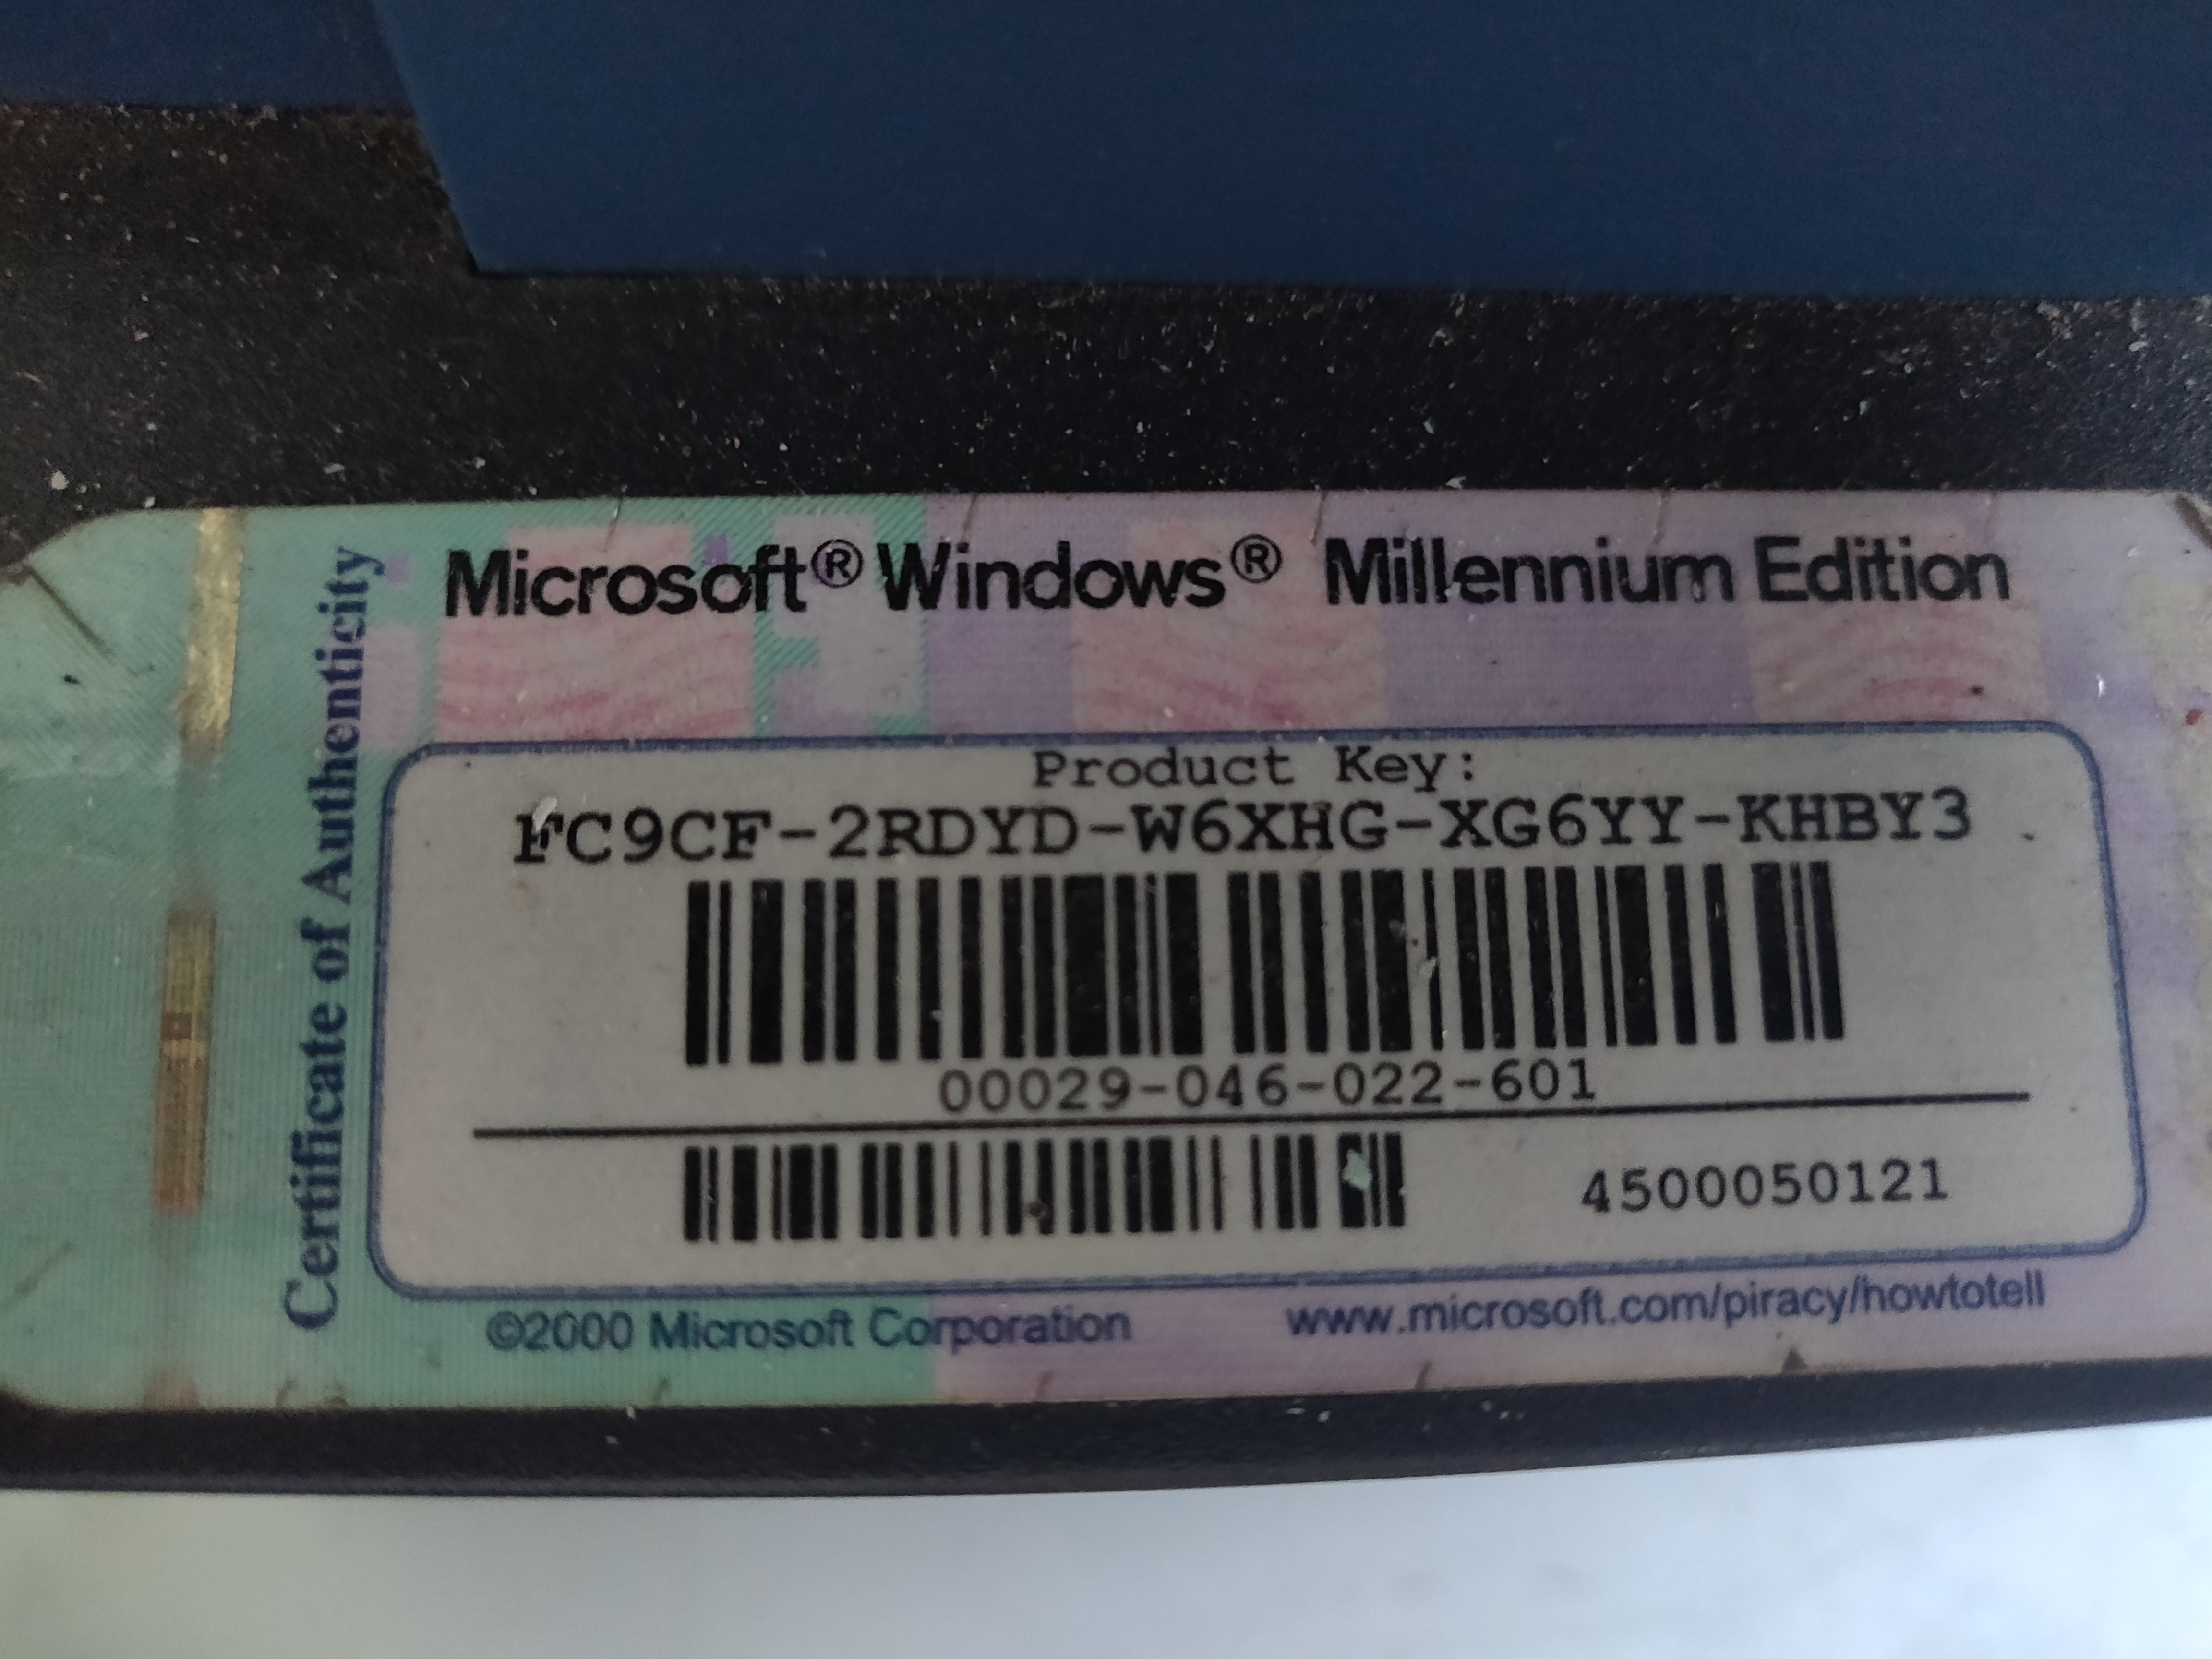 Microsoft® Windows® Millennium Edition
Certificate of Authenticity
Product Key:
FC9CF-2RDYD-W6XHG-XG6YY-KHBY3
00029-046-022-601
4500050121
©2000 Microsoft Corporation
www.microsoft.com/piracy/howtotell